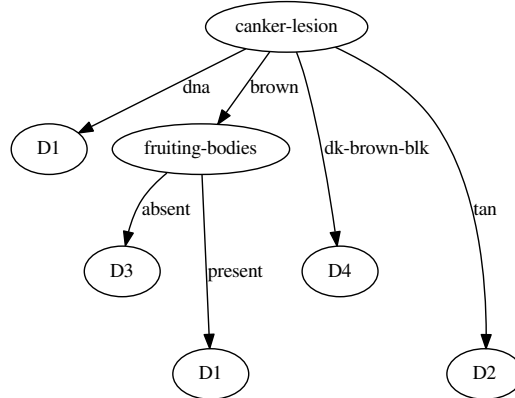 canker-lesion
dna
brown
D1
fruiting-bodies
dk-brown-blk
absent
tan
D3
present
D4
D1
D2